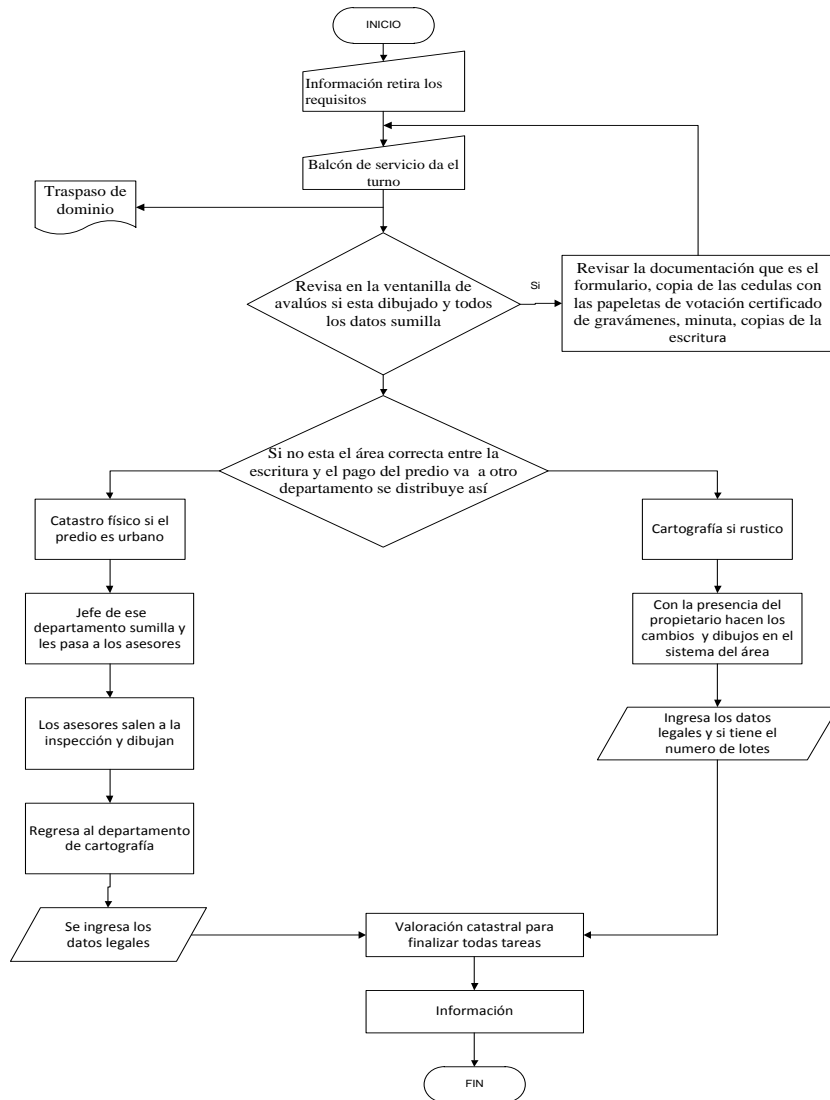 INICIO
Información retira los
requisitos
Balcón de servicio da el
turno
Traspaso de
dominio
Revisa en la ventanilla de
avalúos si esta dibujado y todos
los datos sumilla
Si
Revisar la documentación que es el
formulario, copia de las cedulas con
las papeletas de votación certificado
de gravámenes, minuta, copias de la
escritura
Si no esta el área correcta entre la
escritura y el pago del predio va a otro
departamento se distribuye así
Catastro físico si el
predio es urbano
Cartografía si rustico
Jefe de ese
departamento sumilla y
les pasa a los asesores
Con la presencia del
propietario hacen los
cambios y dibujos en el
sistema del área
Los asesores salen a la
inspección y dibujan
Ingresa los datos
legales y si tiene el
numero de lotes
Regresa al departamento
de cartografía
Se ingresa los
datos legales
Valoración catastral para
finalizar todas tareas
Información
FIN